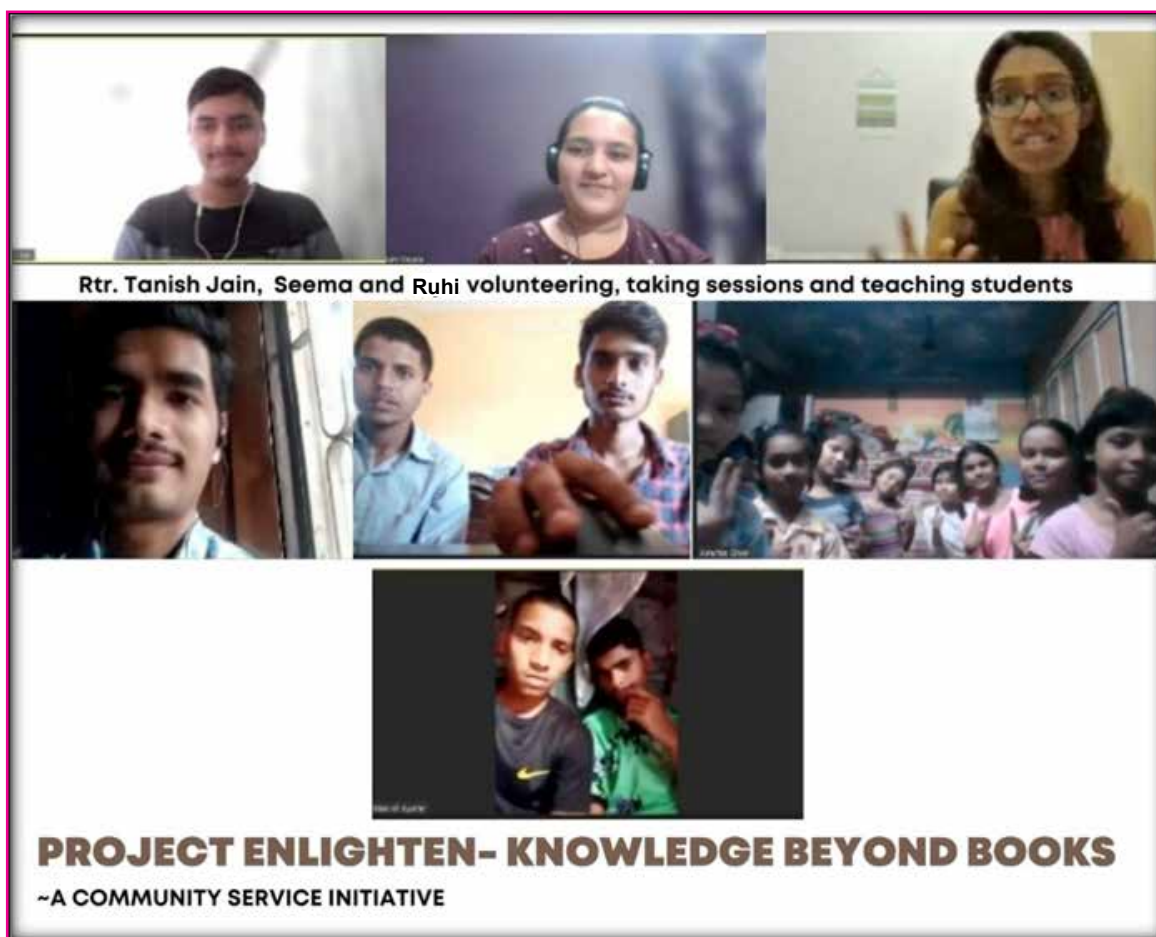 Rtr. Tanish Jain, Seema and Ruhi volunteering, taking sessions and teaching students
PROJECT ENLIGHTEN- KNOWLEDGE BEYOND BOOKS
~A COMMUNITY SERVICE INITIATIVE